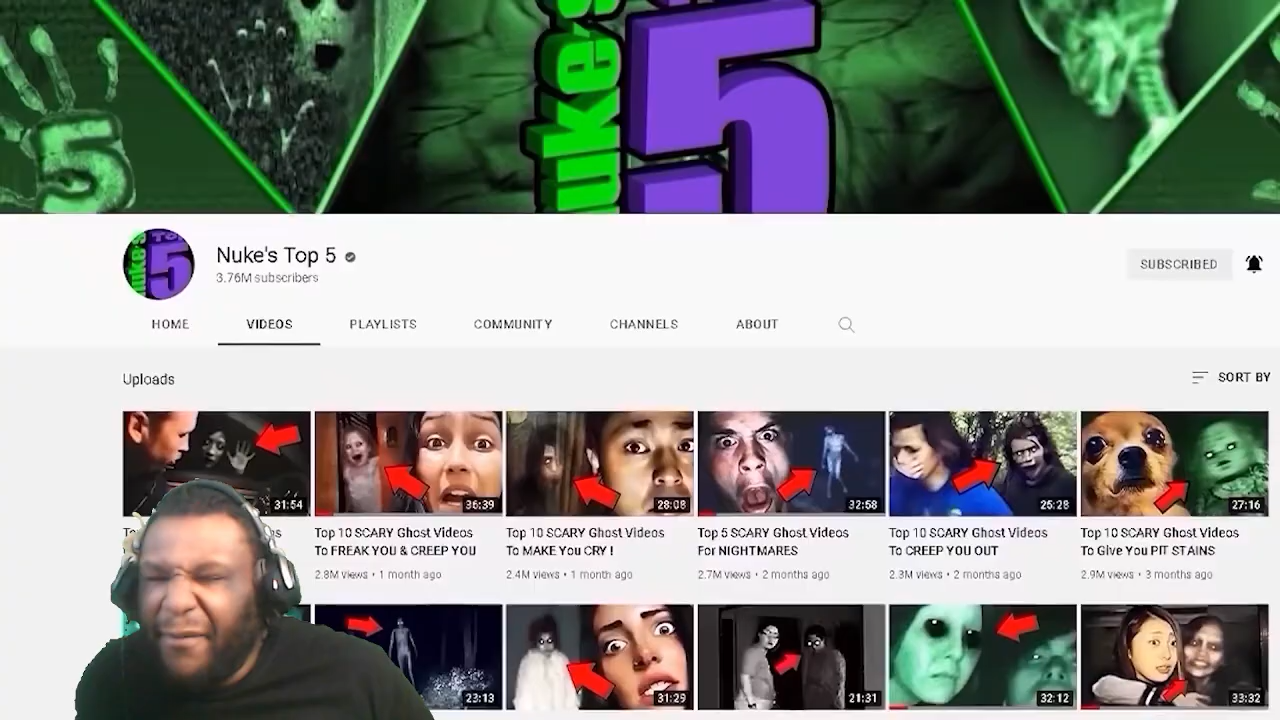 Nuke's
5
5
Nuke's
TOP
5
Nuke's Top 5
3.76M subscribers
SUBSCRIBED
HOME
VIDEOS
PLAYLISTS
COMMUNITY
CHANNELS
ABOUT
Uploads
SORT BY
31:54
36:39
28:08
32:58
25:28
27:16
Top 10 SCARY Ghost Videos
To FREAK YOU & CREEP YOU
2.8M views • 1 month ago
Top 10 SCARY Ghost Videos
To MAKE You CRY !
2.4M views • 1 month ago
Top 5 SCARY Ghost Videos
For NIGHTMARES
2.7M views • 2 months ago
Top 10 SCARY Ghost Videos
To CREEP YOU OUT
2.3M views • 2 months ago
Top 10 SCARY Ghost Videos
To Give You PIT STAINS
2.9M views • 3 months ago
23:13
31:29
21:31
32:12
33:32